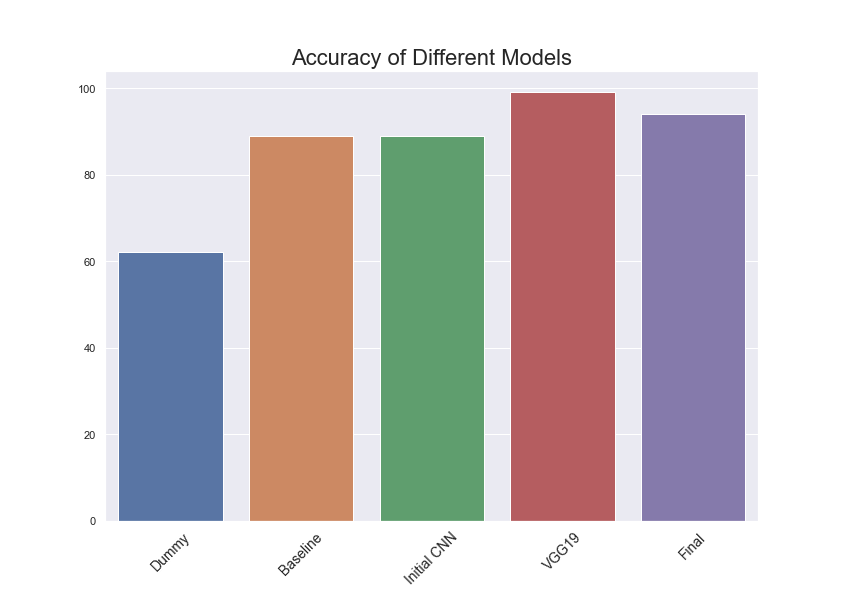 Accuracy of Different Models
100
80
60
40
20
0
Dummy
Baseline
Initial CNN
VGG19
Final